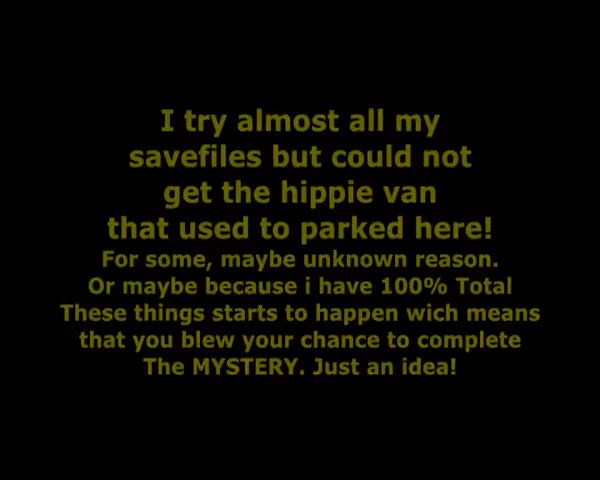 I try almost all my
savefiles but could not
get the hippie van
that used to parked here!
For some, maybe unknown reason.
Or maybe because i have 100% Total
These things starts to happen wich means
that you blew your chance to complete
The MYSTERY. Just an idea!